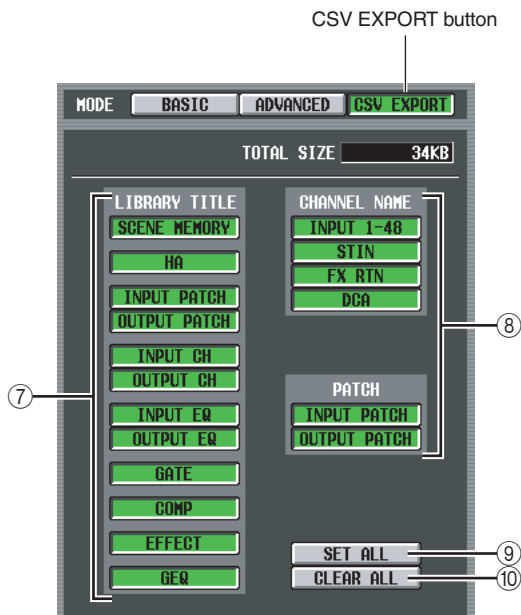 CSV EXPORT button
MODE BASIC ADVANCED CSV EXPORT
TOTAL SIZE 34KB
LIBRARY TITLE
SCENE MEMORY
HA
INPUT PATCH
OUTPUT PATCH
INPUT CH
OUTPUT CH
INPUT EQ
OUTPUT EQ
GATE
COMP
EFFECT
GEQ
⑦
CHANNEL NAME
INPUT 1-48
STIN
FX RTN
DCA
PATCH
INPUT PATCH
OUTPUT PATCH
⑧
SET ALL ⑨
CLEAR ALL ⑩